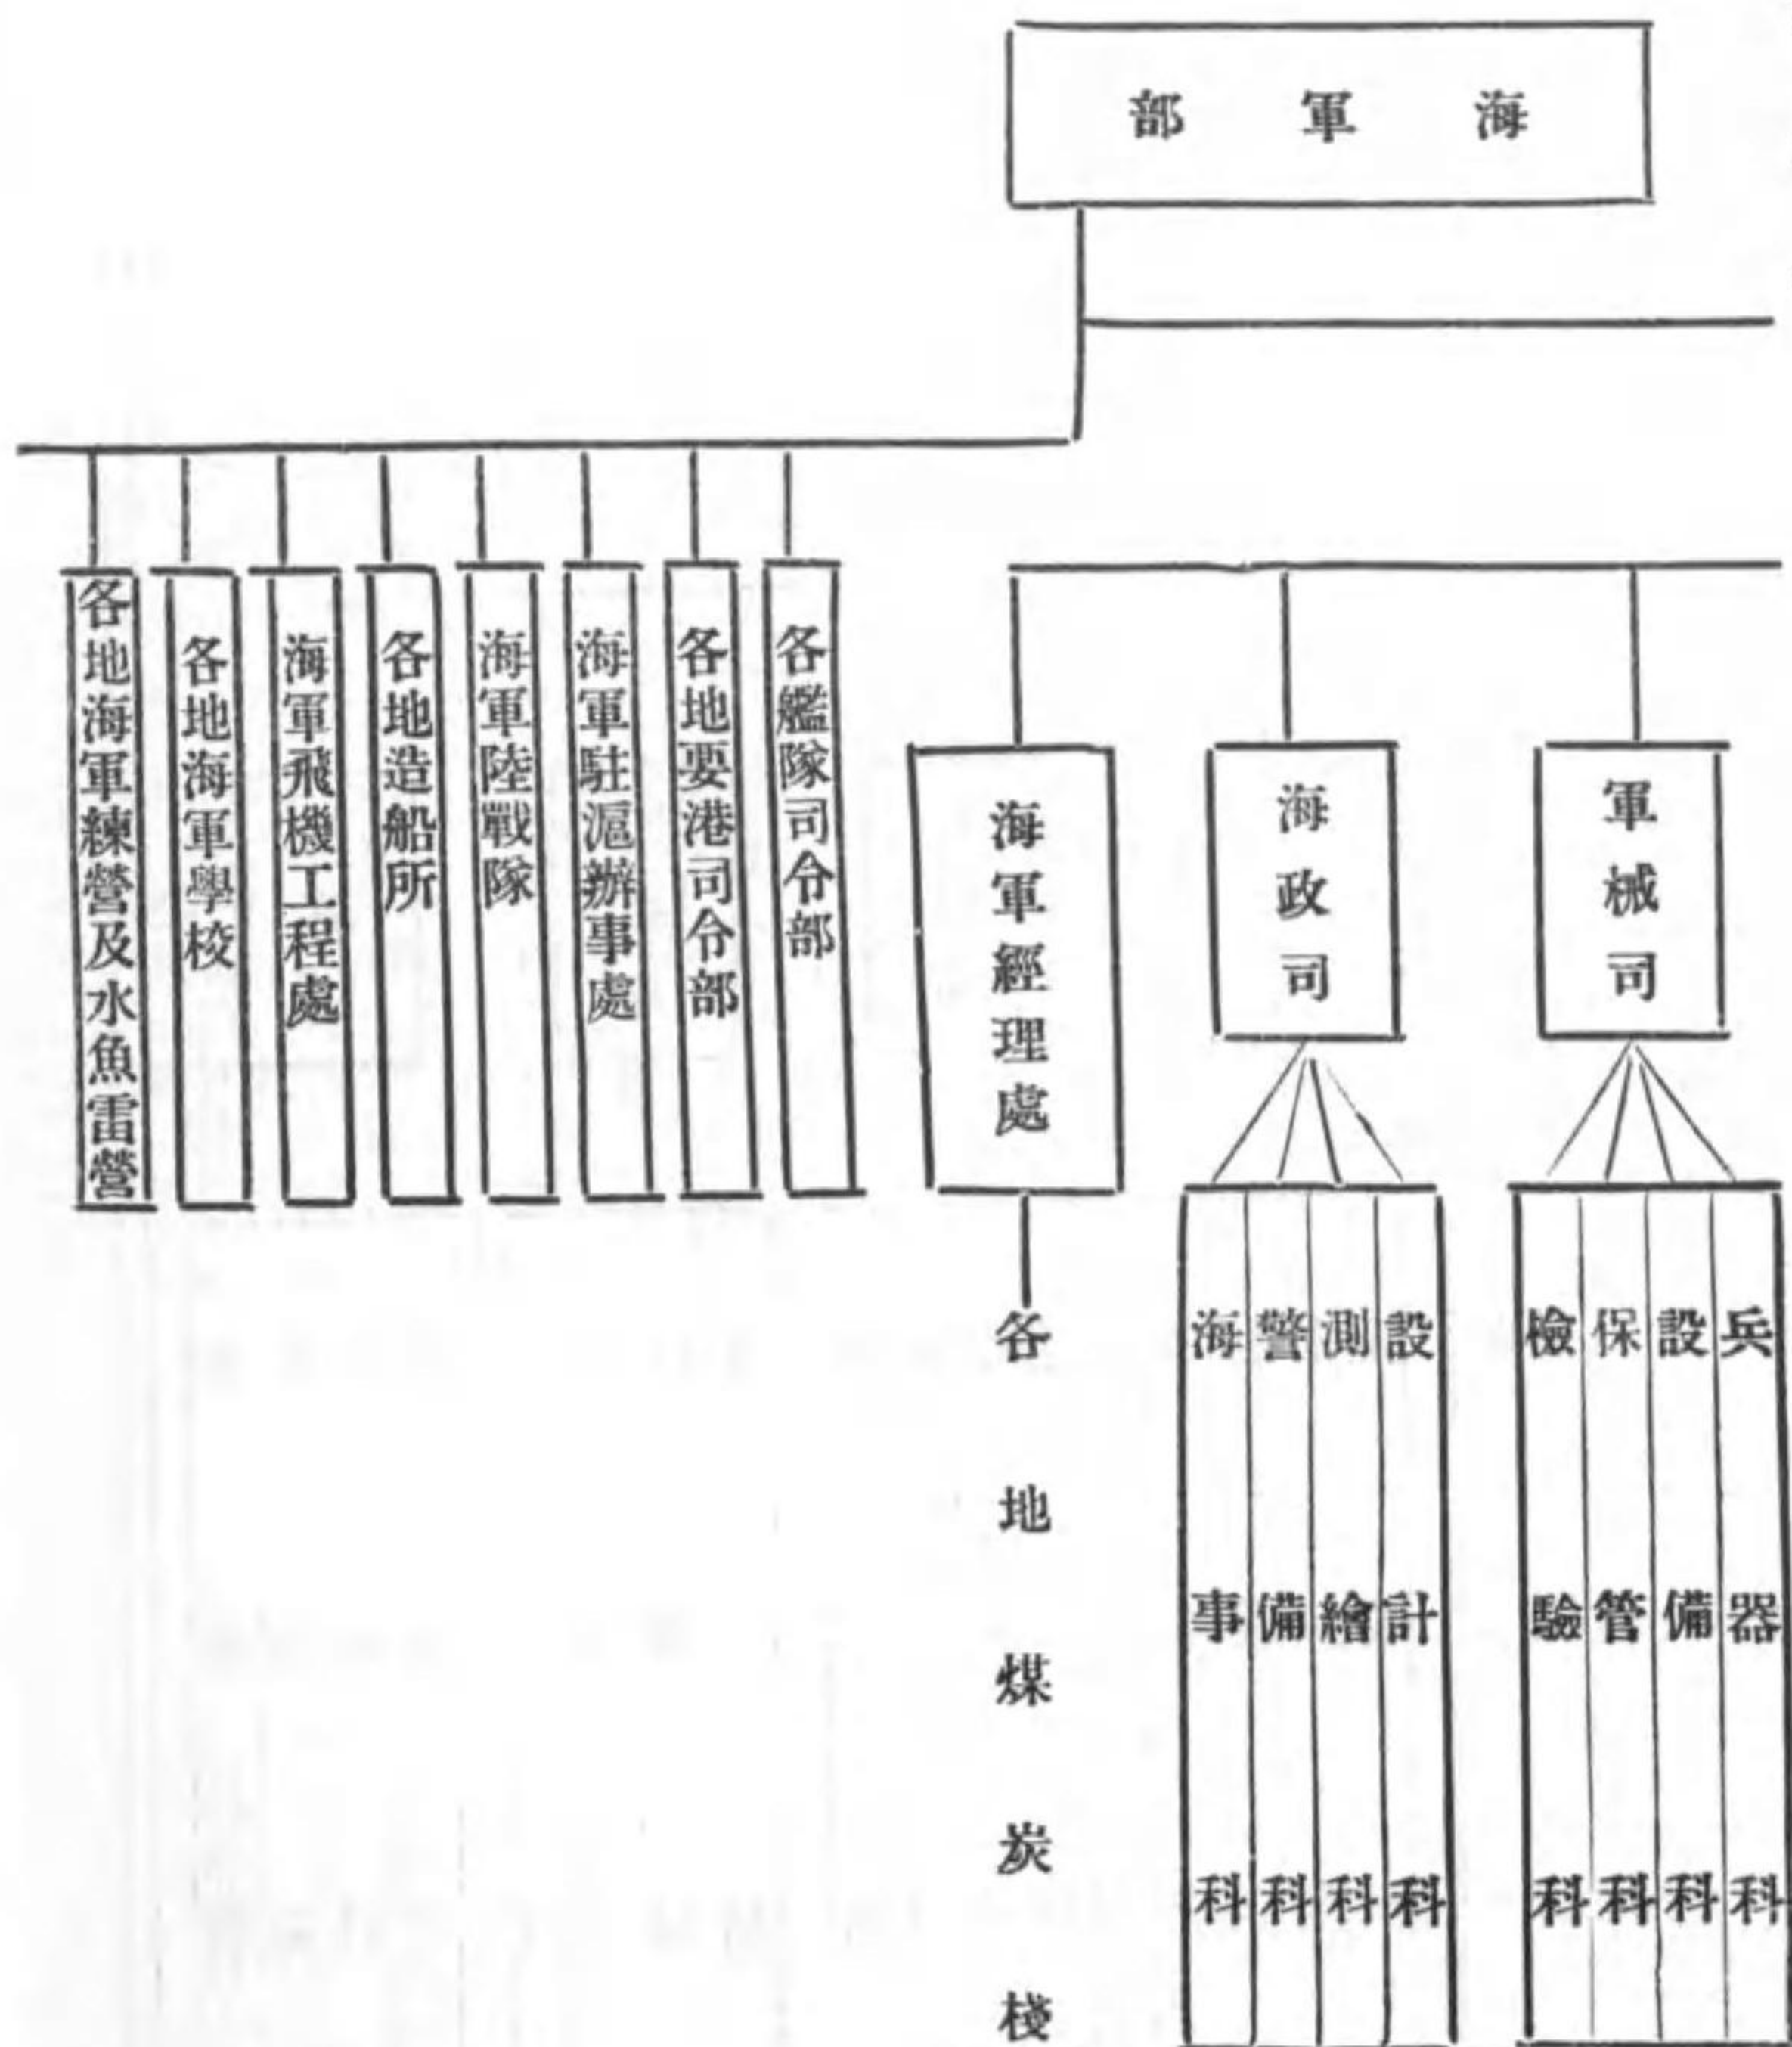 海軍部
軍械司
兵器科
設備科
保管科
檢驗科
海政司
設計科
測繪科
警備科
海事科
海軍經理處
各地煤炭棧
各艦隊司令部
各地要港司令部
海軍駐滬辦事處
海軍陸戰隊
各地造船所
海軍飛機工程處
各地海軍學校
各地海軍練營及水魚雷營